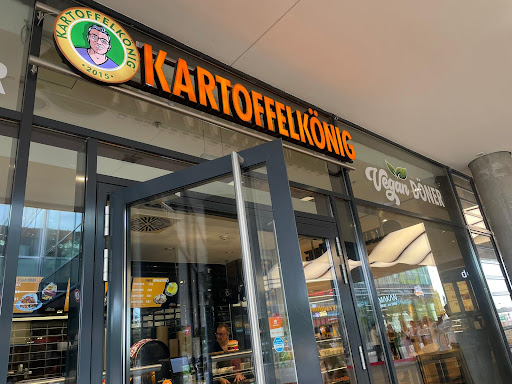 KARTOFFELKÖNIG
• 2015 •
KARTOFFELKÖNIG
Vegan DÖNER
R